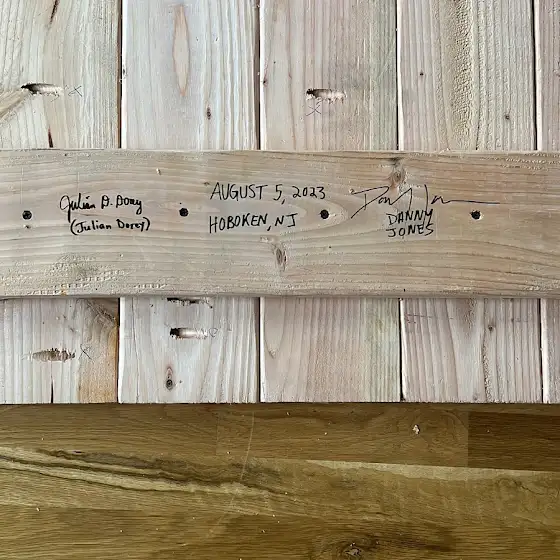 Julian D. Dorey
(Julian Dorey)
AUGUST 5, 2023
HOBOKEN, NJ
DANNY
JONES